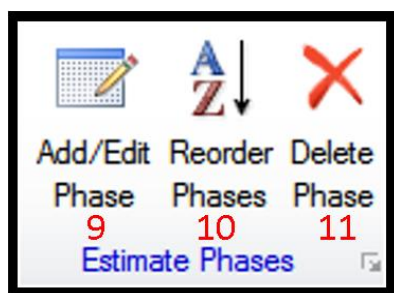 A
Z
Add/Edit Reorder Delete
Phase Phases Phase
9 10 11
Estimate Phases